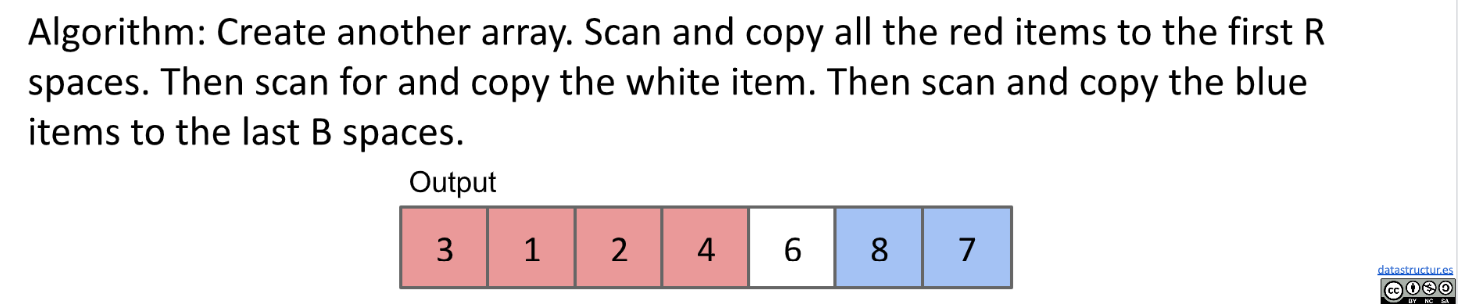 Algorithm: Create another array. Scan and copy all the red items to the first R
spaces. Then scan for and copy the white item. Then scan and copy the blue
items to the last B spaces.
Output
3 1 2 4 6 8 7
datastructur.es
cc
BY NC SA